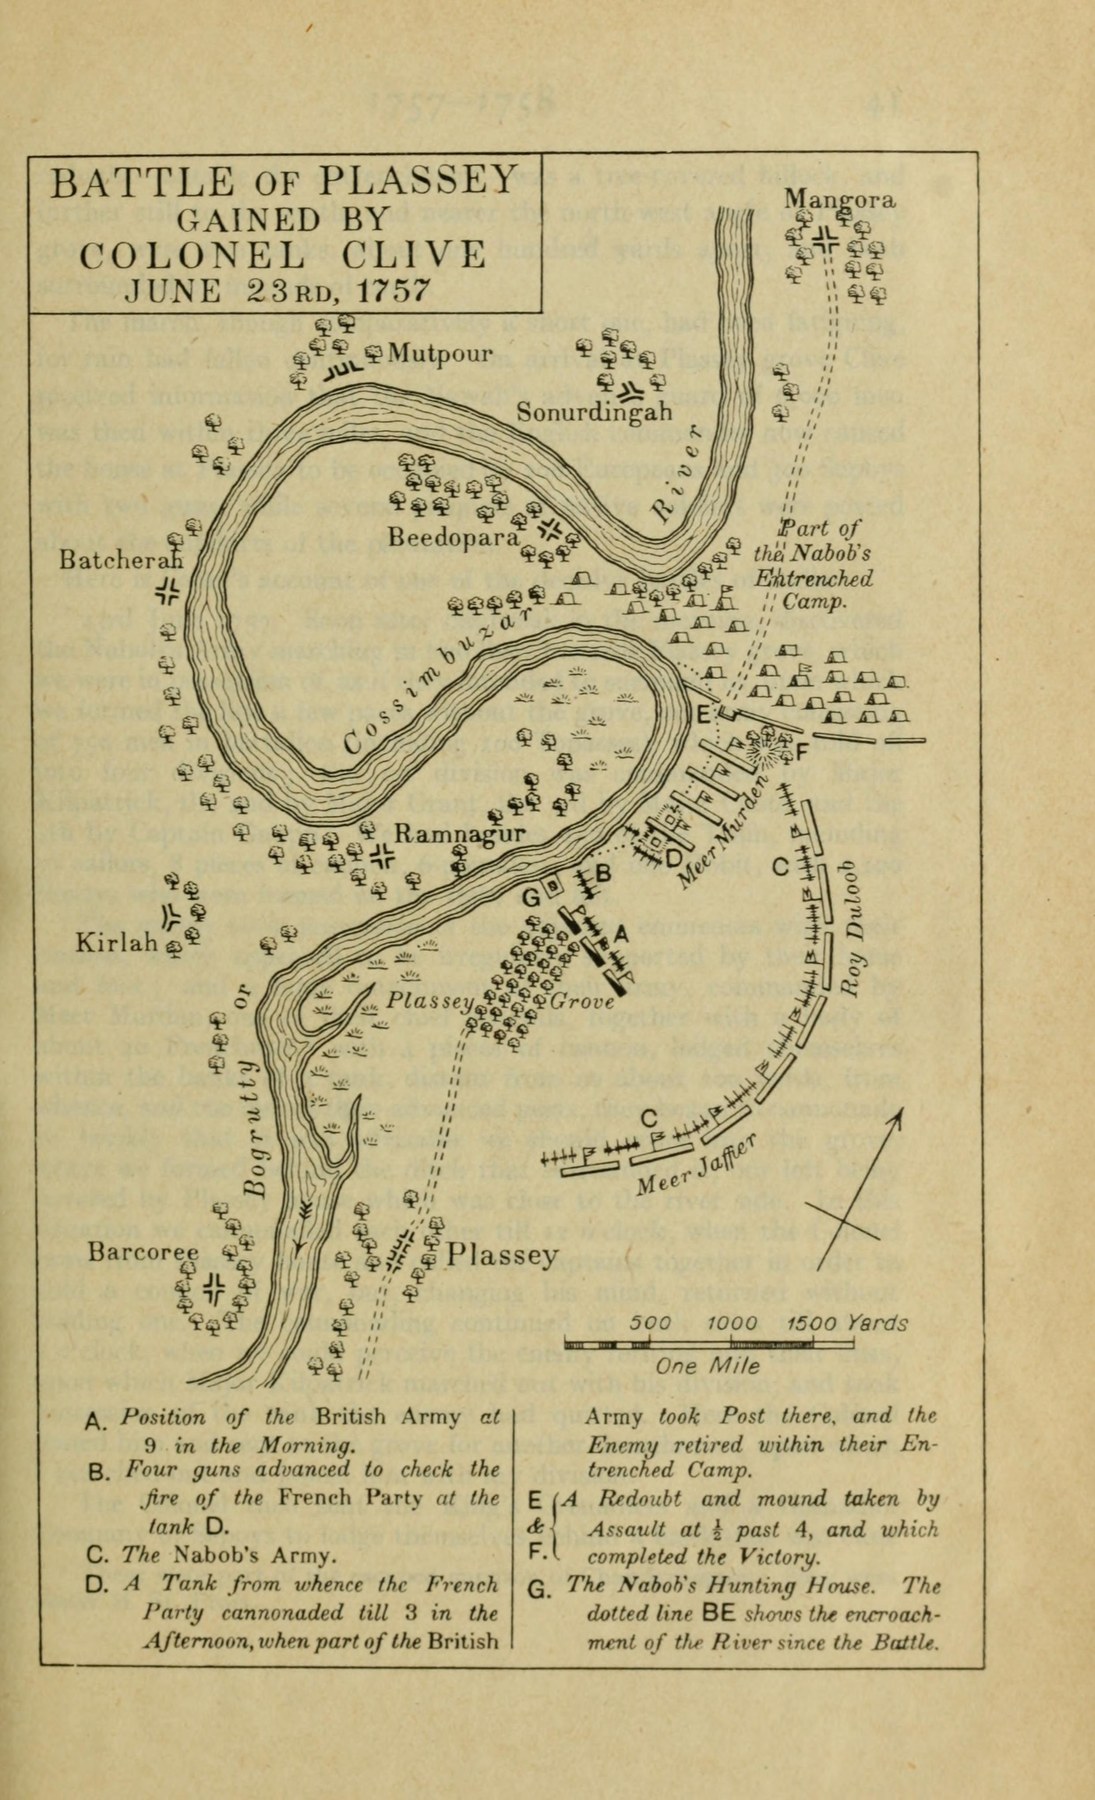 BATTLE OF PLASSEY
GAINED BY
COLONEL CLIVE
JUNE 23RD, 1757
Mangora
Mutpour
Sonurdingah
River
Beedopara
Part of
the Nabob's
Entrenched
Camp.
Batcherah
Cossimbuzar
E
F
Ramnagur
Meer Murden
D
C
B
G
A
Roy Duloob
Kirlah
Plassey Grove
or
Bogrutty
C
Meer Jaffier
Barcoree
Plassey
500 1000 1500 Yards
One Mile
A. Position of the British Army at
9 in the Morning.
B. Four guns advanced to check the
fire of the French Party at the
tank D.
C. The Nabob's Army.
D. A Tank from whence the French
Party cannonaded till 3 in the
Afternoon, when part of the British
Army took Post there, and the
Enemy retired within their En-
trenched Camp.
E & F. A Redoubt and mound taken by
Assault at ½ past 4, and which
completed the Victory.
G. The Nabob's Hunting House. The
dotted line BE shows the encroach-
ment of the River since the Battle.